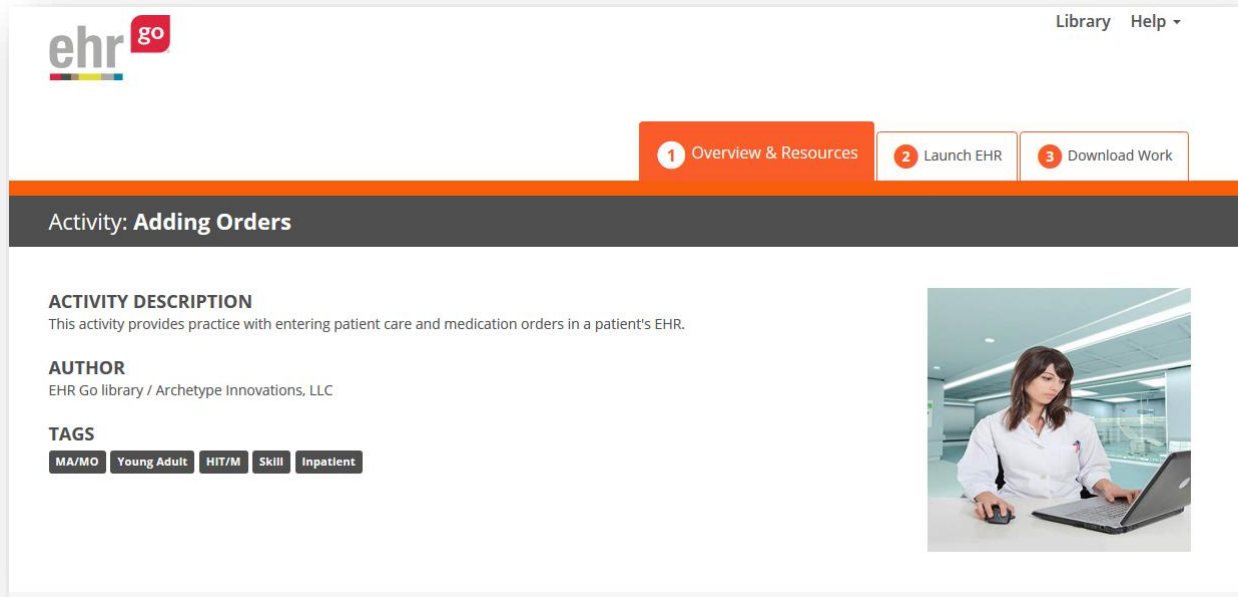 ehr go
Library Help
1 Overview & Resources 2 Launch EHR 3 Download Work
Activity: Adding Orders
ACTIVITY DESCRIPTION
This activity provides practice with entering patient care and medication orders in a patient's EHR.
AUTHOR
EHR Go library / Archetype Innovations, LLC
TAGS
MA/MO Young Adult HIT/M Skill Inpatient